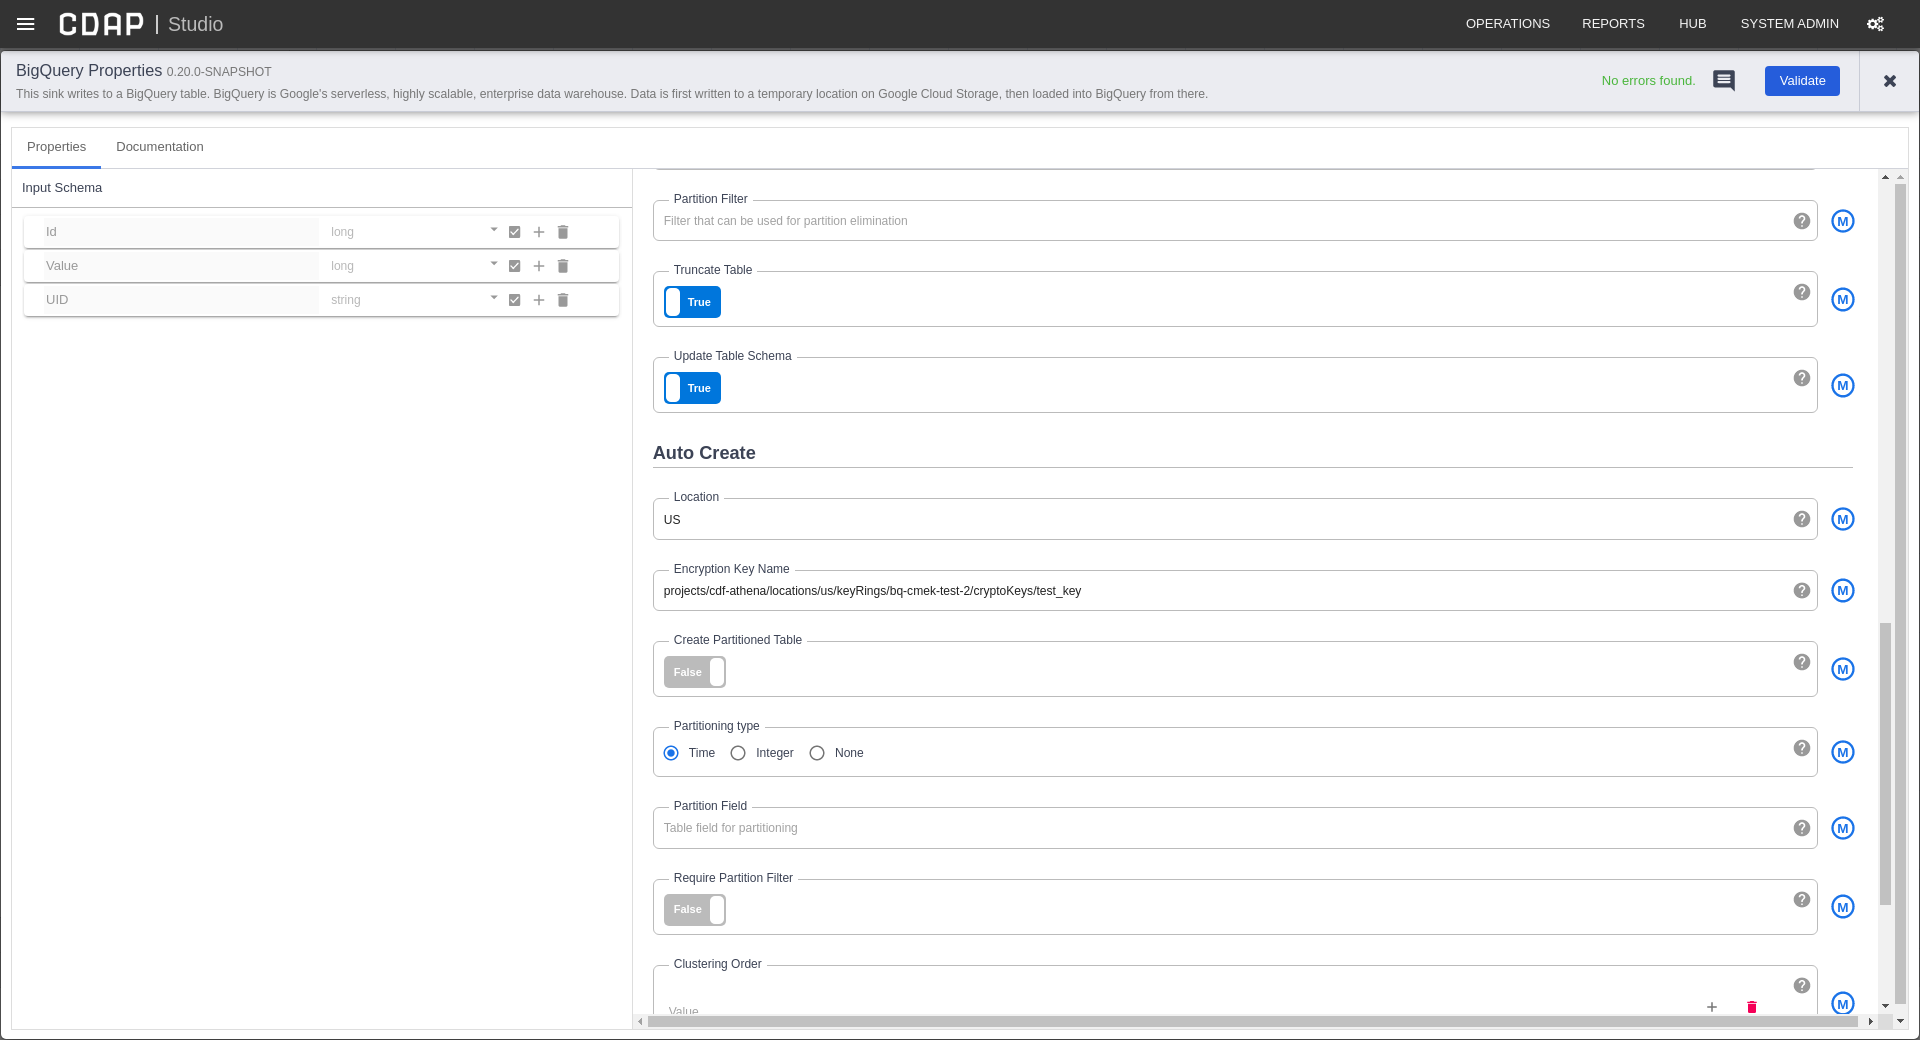 CDAP | Studio
OPERATIONS REPORTS HUB SYSTEM ADMIN
BigQuery Properties 0.20.0-SNAPSHOT
This sink writes to a BigQuery table. BigQuery is Google's serverless, highly scalable, enterprise data warehouse. Data is first written to a temporary location on Google Cloud Storage, then loaded into BigQuery from there.
No errors found.
Validate
Properties Documentation
Input Schema
Id long
Value long
UID string
Partition Filter
Filter that can be used for partition elimination
M
Truncate Table
True
M
Update Table Schema
True
M
Auto Create
Location
US
M
Encryption Key Name
projects/cdf-athena/locations/us/keyRings/bq-cmek-test-2/cryptoKeys/test_key
M
Create Partitioned Table
False
M
Partitioning type
Time Integer None
M
Partition Field
Table field for partitioning
M
Require Partition Filter
False
M
Clustering Order
Value
M